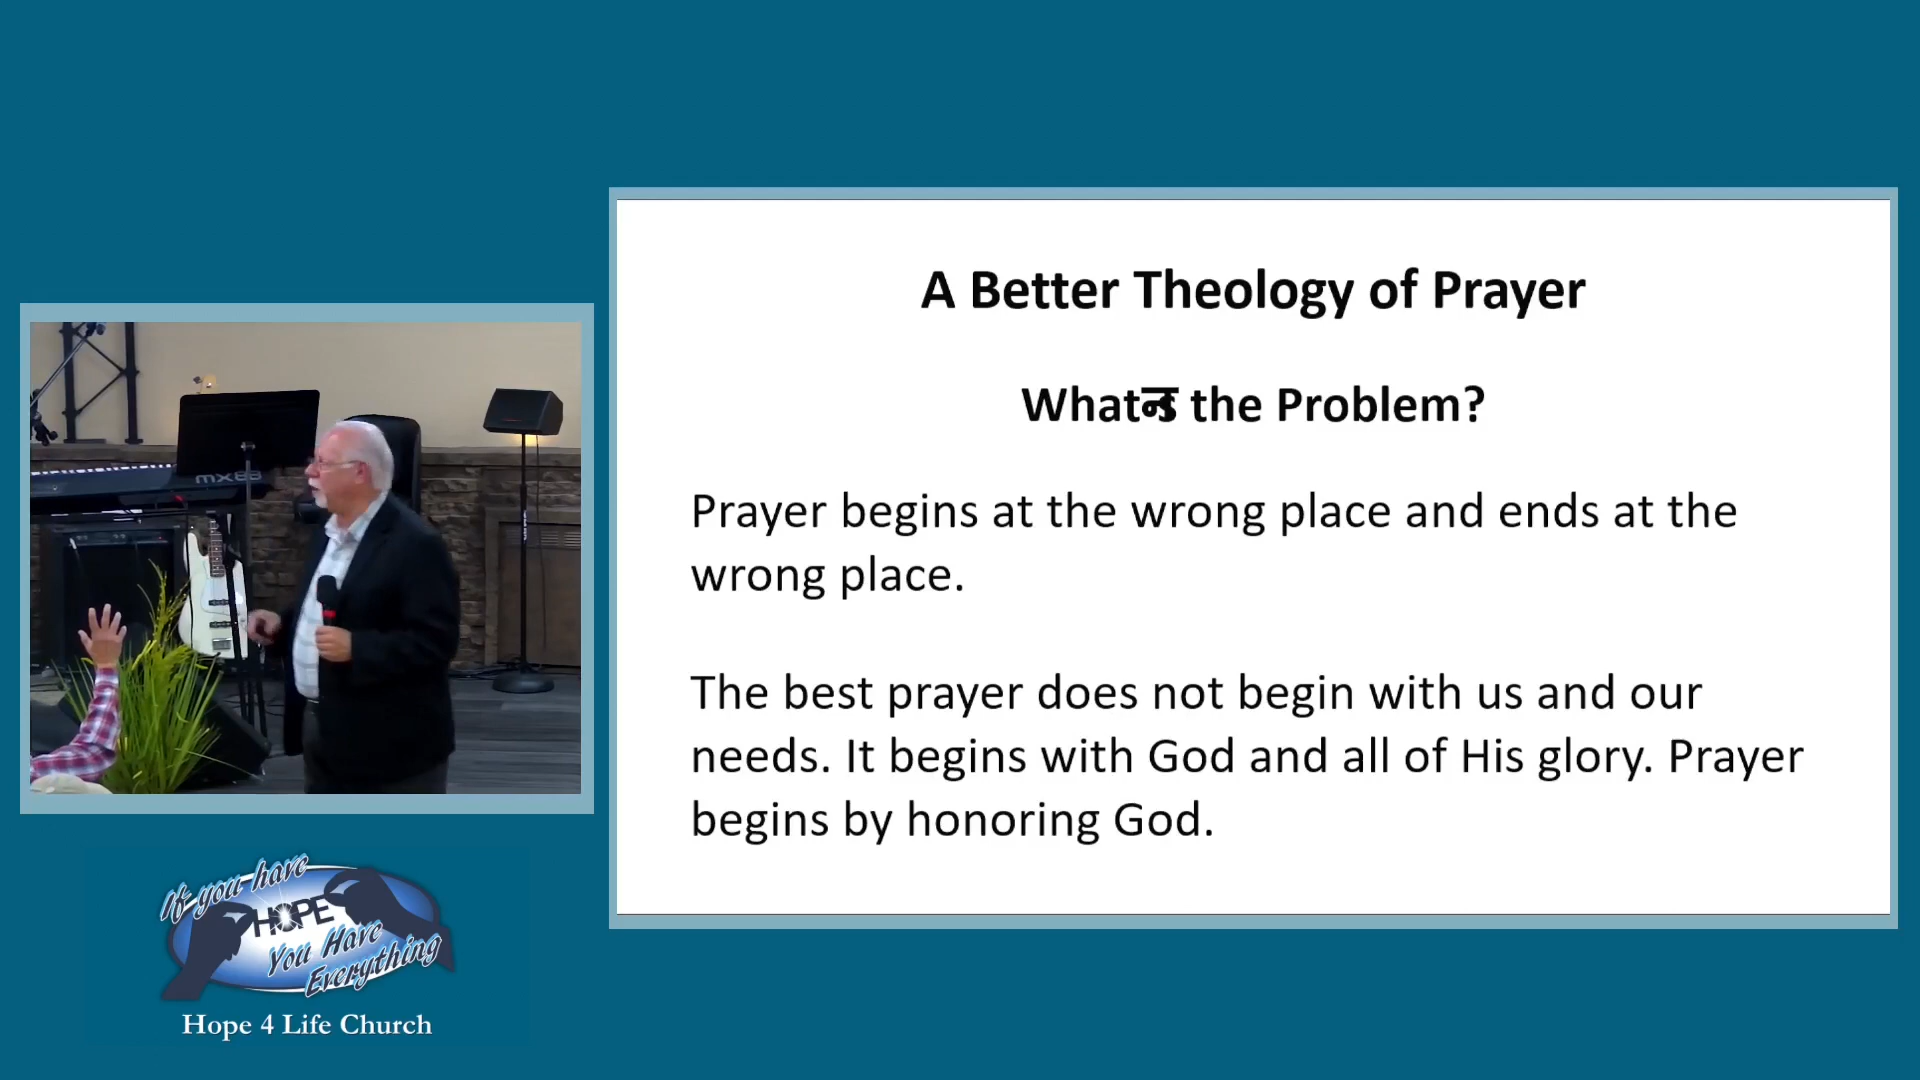 A Better Theology of Prayer
Whatන් s the Problem?
Prayer begins at the wrong place and ends at the
wrong place.
The best prayer does not begin with us and our
needs. It begins with God and all of His glory. Prayer
begins by honoring God.
MX88
If you have
HOPE
You Have
Everything
Hope 4 Life Church